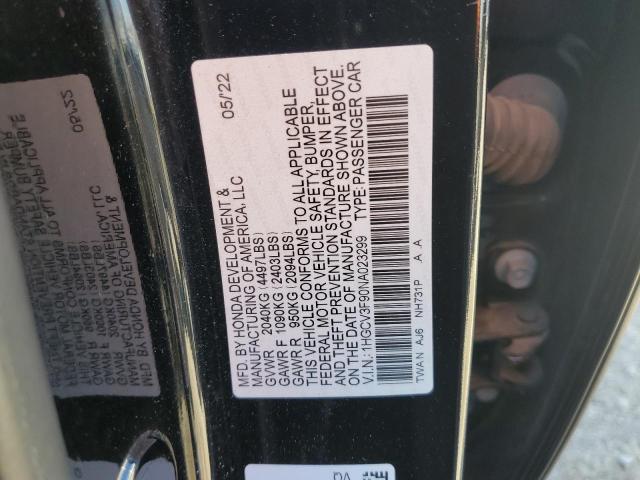 MFD. BY HONDA DEVELOPMENT &
MANUFACTURING OF AMERICA, LLC 05/22
GVWR 2040KG (4497LBS)
GAWR F 1090KG (2403LBS)
GAWR R 950KG (2094LBS)
THIS VEHICLE CONFORMS TO ALL APPLICABLE
FEDERAL MOTOR VEHICLE SAFETY, BUMPER,
AND THEFT PREVENTION STANDARDS IN EFFECT
ON THE DATE OF MANUFACTURE SHOWN ABOVE.
V.I.N.: 1HGCV3F90NA023299 TYPE: PASSENGER CAR
TWA N AJ6 NH731P A A